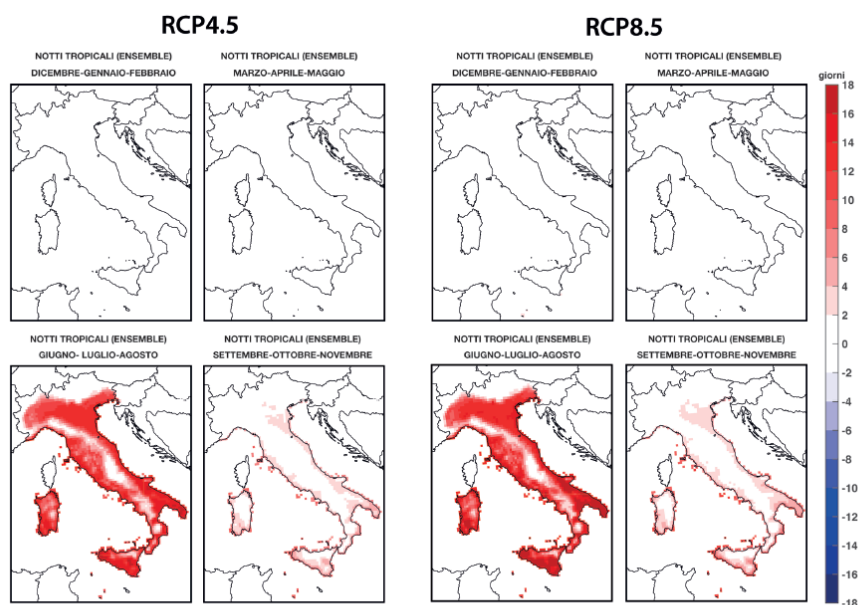 RCP4.5
RCP8.5
NOTTI TROPICALI (ENSEMBLE)
DICEMBRE-GENNAIO-FEBBRAIO
NOTTI TROPICALI (ENSEMBLE)
MARZO-APRILE-MAGGIO
NOTTI TROPICALI (ENSEMBLE)
DICEMBRE-GENNAIO-FEBBRAIO
NOTTI TROPICALI (ENSEMBLE)
MARZO-APRILE-MAGGIO
giorni
18
16
14
12
10
8
6
4
2
0
-2
-4
-6
-8
-10
-12
-14
-16
-18
NOTTI TROPICALI (ENSEMBLE)
GIUGNO- LUGLIO-AGOSTO
NOTTI TROPICALI (ENSEMBLE)
SETTEMBRE-OTTOBRE-NOVEMBRE
NOTTI TROPICALI (ENSEMBLE)
GIUGNO-LUGLIO-AGOSTO
NOTTI TROPICALI (ENSEMBLE)
SETTEMBRE-OTTOBRE-NOVEMBRE